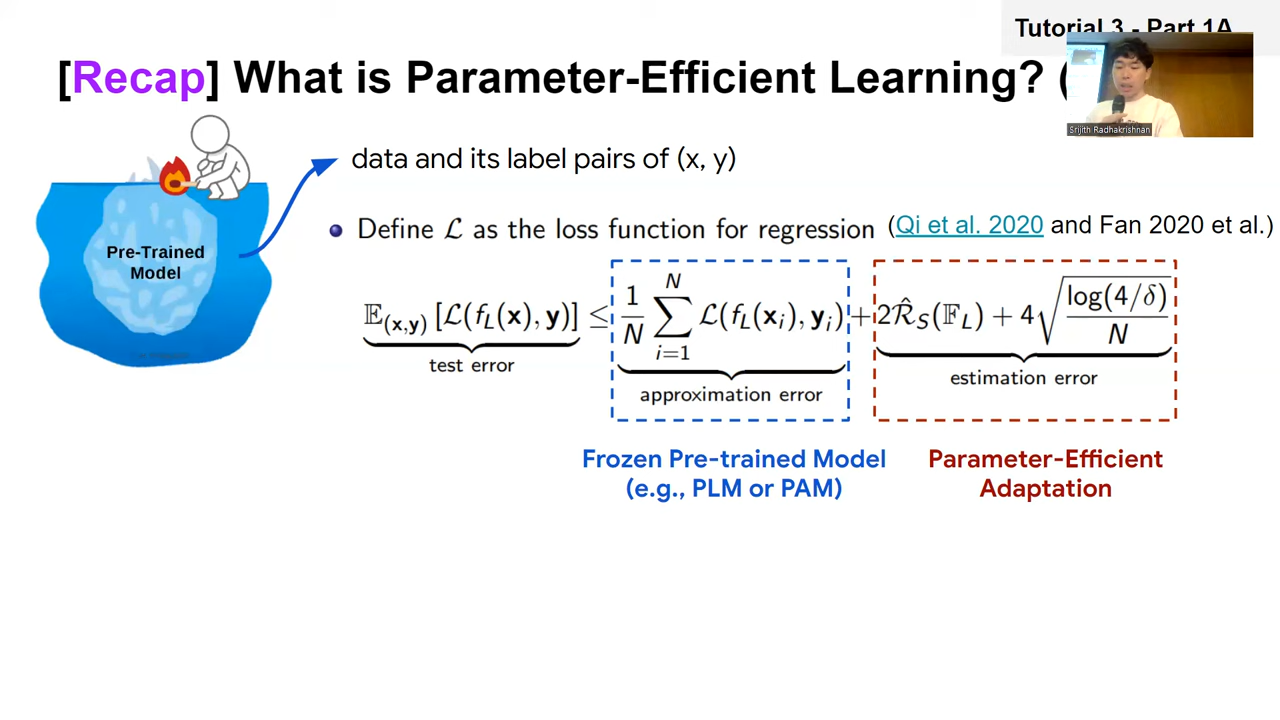 Tutorial 3 - Part 1A
[Recap] What is Parameter-Efficient Learning? (
Srijith Radhakrishnan
data and its label pairs of (x, y)
Pre-Trained
Model
Define ℒ as the loss function for regression (Qi et al. 2020 and Fan 2020 et al.)
𝔼(x,y) [ℒ(f_L(x), y)] ≤ 1/N ∑_{i=1}^{N} ℒ(f_L(x_i), y_i) + 2R̂_S(𝔽_L) + 4√(log(4/δ)/N)
test error
approximation error
estimation error
Frozen Pre-trained Model
(e.g., PLM or PAM)
Parameter-Efficient
Adaptation